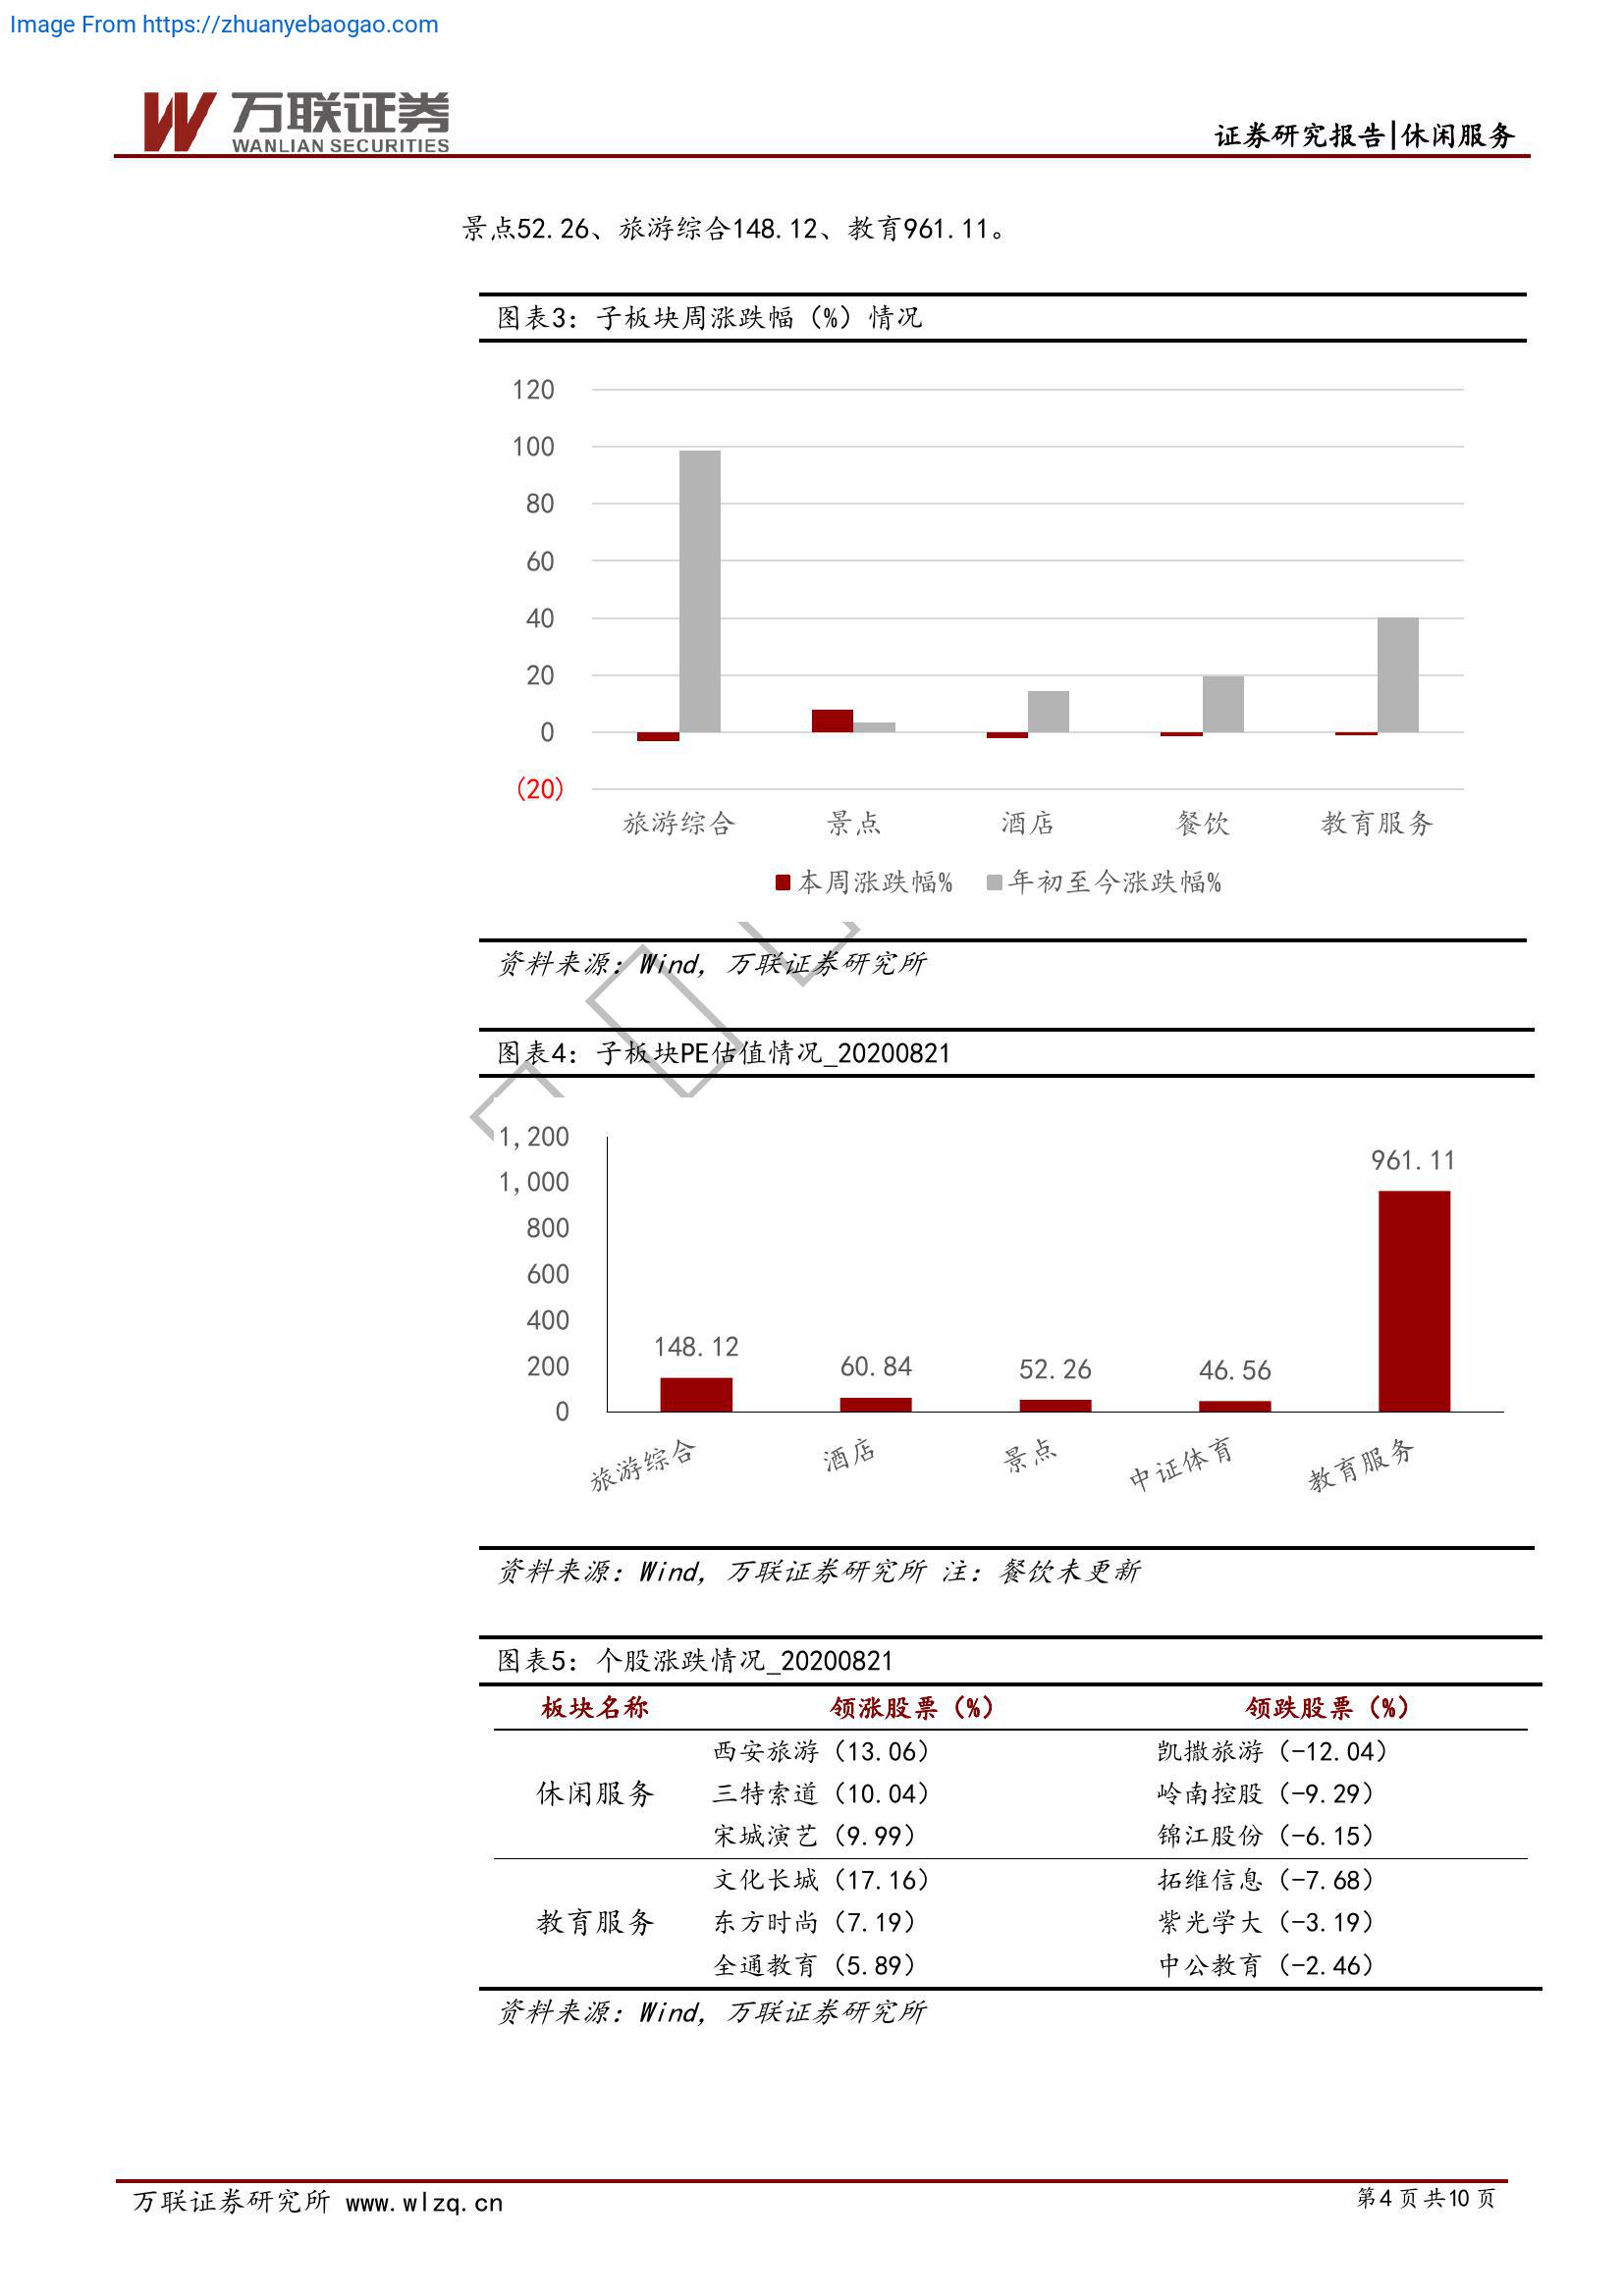 Image From https://zhuanyebaogao.com
万联证券
WANLIAN SECURITIES
证券研究报告|休闲服务
景点52.26、旅游综合148.12、教育961.11。
图表3：子板块周涨跌幅（%）情况
120
100
80
60
40
20
0
(20)
旅游综合 景点 酒店 餐饮 教育服务
本周涨跌幅% 年初至今涨跌幅%
资料来源：Wind，万联证券研究所
图表4：子板块PE估值情况_20200821
1,200
1,000
800
600
400
200
0
148.12 60.84 52.26 46.56 961.11
旅游综合 酒店 景点 中证体育 教育服务
资料来源：Wind，万联证券研究所 注：餐饮未更新
图表5：个股涨跌情况_20200821
板块名称 领涨股票（%） 领跌股票（%）
西安旅游（13.06） 凯撒旅游（-12.04）
休闲服务 三特索道（10.04） 岭南控股（-9.29）
宋城演艺（9.99） 锦江股份（-6.15）
文化长城（17.16） 拓维信息（-7.68）
教育服务 东方时尚（7.19） 紫光学大（-3.19）
全通教育（5.89） 中公教育（-2.46）
资料来源：Wind，万联证券研究所
万联证券研究所 www.wlzq.cn 第4页共10页